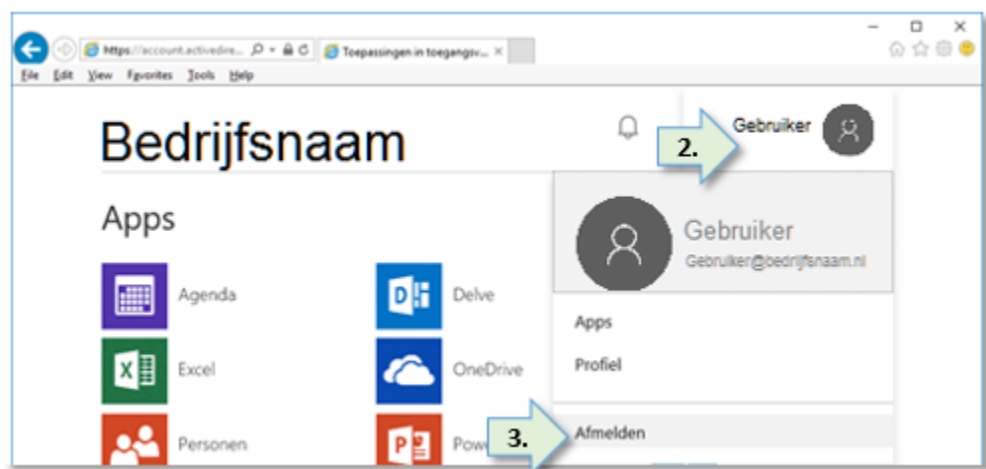 https://account.activedire...
Toepassingen in toegangsv...
File Edit View Favorites Tools Help
Bedrijfsnaam
2.
Gebruiker
Apps
Gebruiker
Gebruiker@bedrijfsnaam.nl
Agenda
Delve
Apps
Excel
OneDrive
Profiel
Personen
Pow
3.
Afmelden